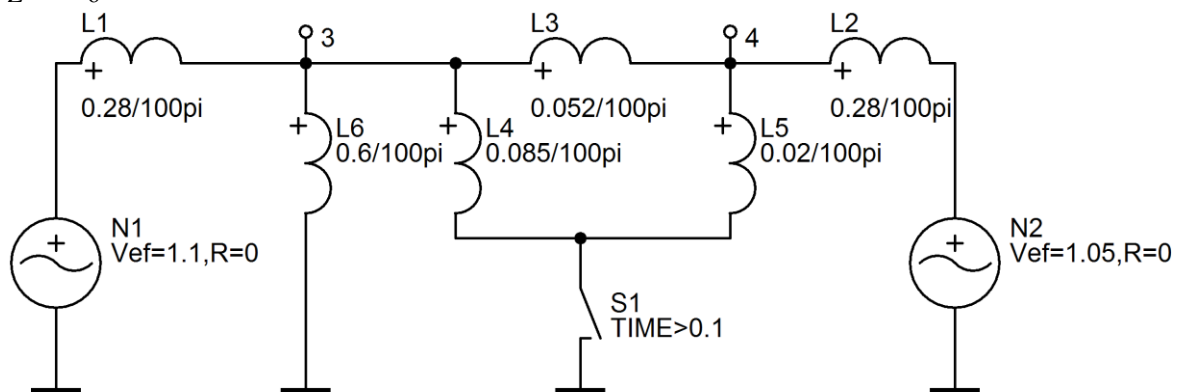 L1
3
L3
4
L2
0.28/100pi
0.052/100pi
0.28/100pi
L6
0.6/100pi
L4
0.085/100pi
L5
0.02/100pi
N1
Vef=1.1,R=0
N2
Vef=1.05,R=0
S1
TIME>0.1